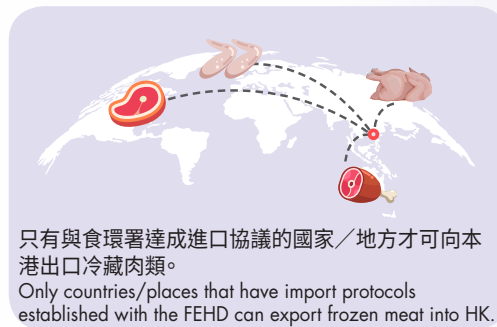 只有與食環署達成進口協議的國家／地方才可向本
港出口冷藏肉類。
Only countries/places that have import protocols
established with the FEHD can export frozen meat into HK.